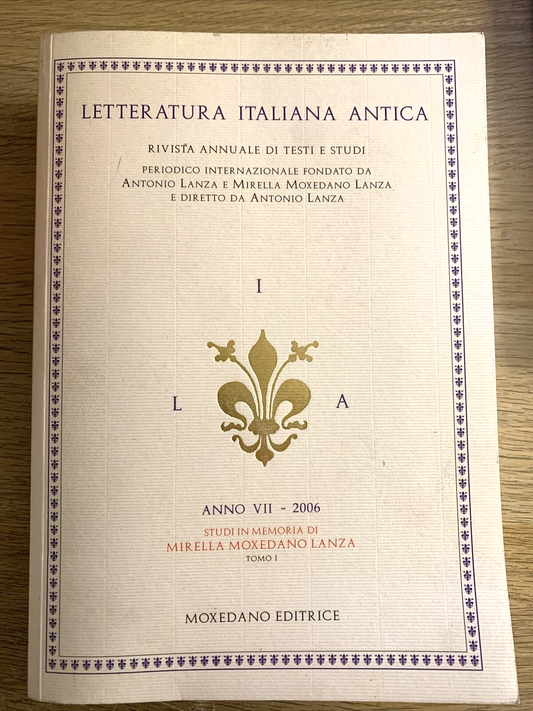 LETTERATURA ITALIANA ANTICA
RIVISTA ANNUALE DI TESTI E STUDI
PERIODICO INTERNAZIONALE FONDATO DA
ANTONIO LANZA E MIRELLA MOXEDANO LANZA
E DIRETTO DA ANTONIO LANZA
I
L A
ANNO VII - 2006
STUDI IN MEMORIA DI
MIRELLA MOXEDANO LANZA
TOMO I
MOXEDANO EDITRICE